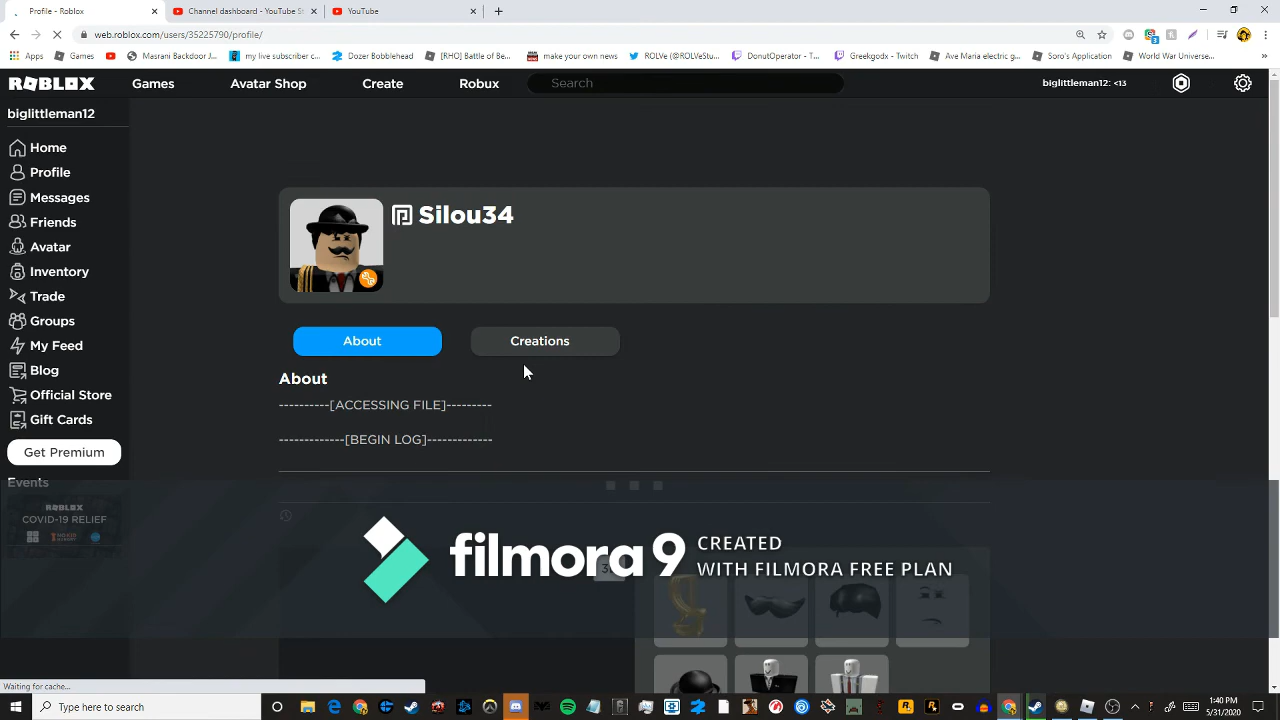 Profile - Roblox
Channel dashboard - YouTube S
YouTube
web.roblox.com/users/35225790/profile/
Apps
Games
Masrani Backdoor J...
my live subscriber c...
Dozer Bobblehead
[RHO] Battle of Be...
make your own news
ROLVe (@ROLVeStu...
DonutOperator - T...
Greekgodx - Twitch
Ave Maria electric g...
Soro's Application
World War Universe...
ROBLOX
Games
Avatar Shop
Create
Robux
Search
biglittleman12: <13
biglittleman12
Home
Profile
Messages
Friends
Avatar
Inventory
Trade
Groups
My Feed
Blog
Official Store
Gift Cards
Get Premium
Events
ROBLOX
COVID-19 RELIEF
Silou34
About
Creations
About
----------[ACCESSING FILE]---------
-------------[BEGIN LOG]-------------
filmora 9
CREATED
WITH FILMORA FREE PLAN
Waiting for cache...
Type here to search
1:40 PM
5/31/2020